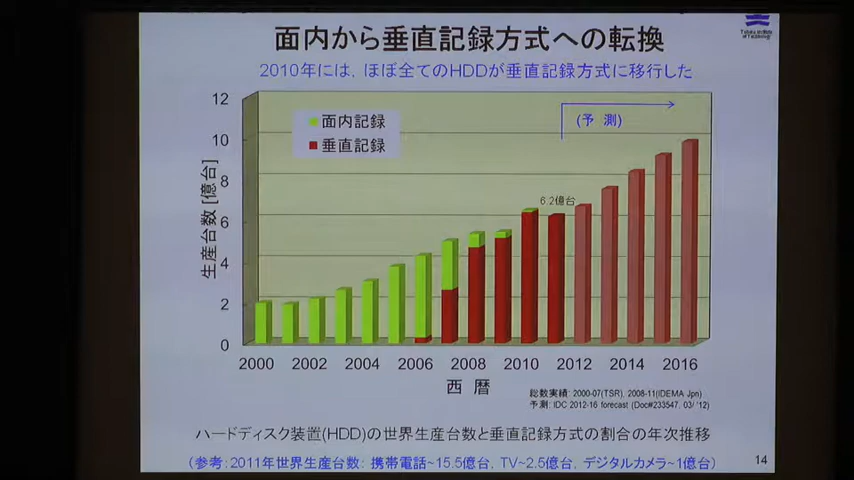 面内から垂直記録方式への転換
2010年には，ほぼ全てのHDDが垂直記録方式に移行した
12
10
8
6
4
2
0
生産台数 [億台]
面内記録
垂直記録
(予 測)
6.2億台
2000 2002 2004 2006 2008 2010 2012 2014 2016
西 暦
総数実績: 2000-07(TSR), 2008-11(IDEMA Jpn)
予測: IDC 2012-16 forecast (Doc#233547, 03/ '12)
ハードディスク装置(HDD)の世界生産台数と垂直記録方式の割合の年次推移
（参考：2011年世界生産台数: 携帯電話~15.5億台，TV~2.5億台，デジタルカメラ~1億台）
14